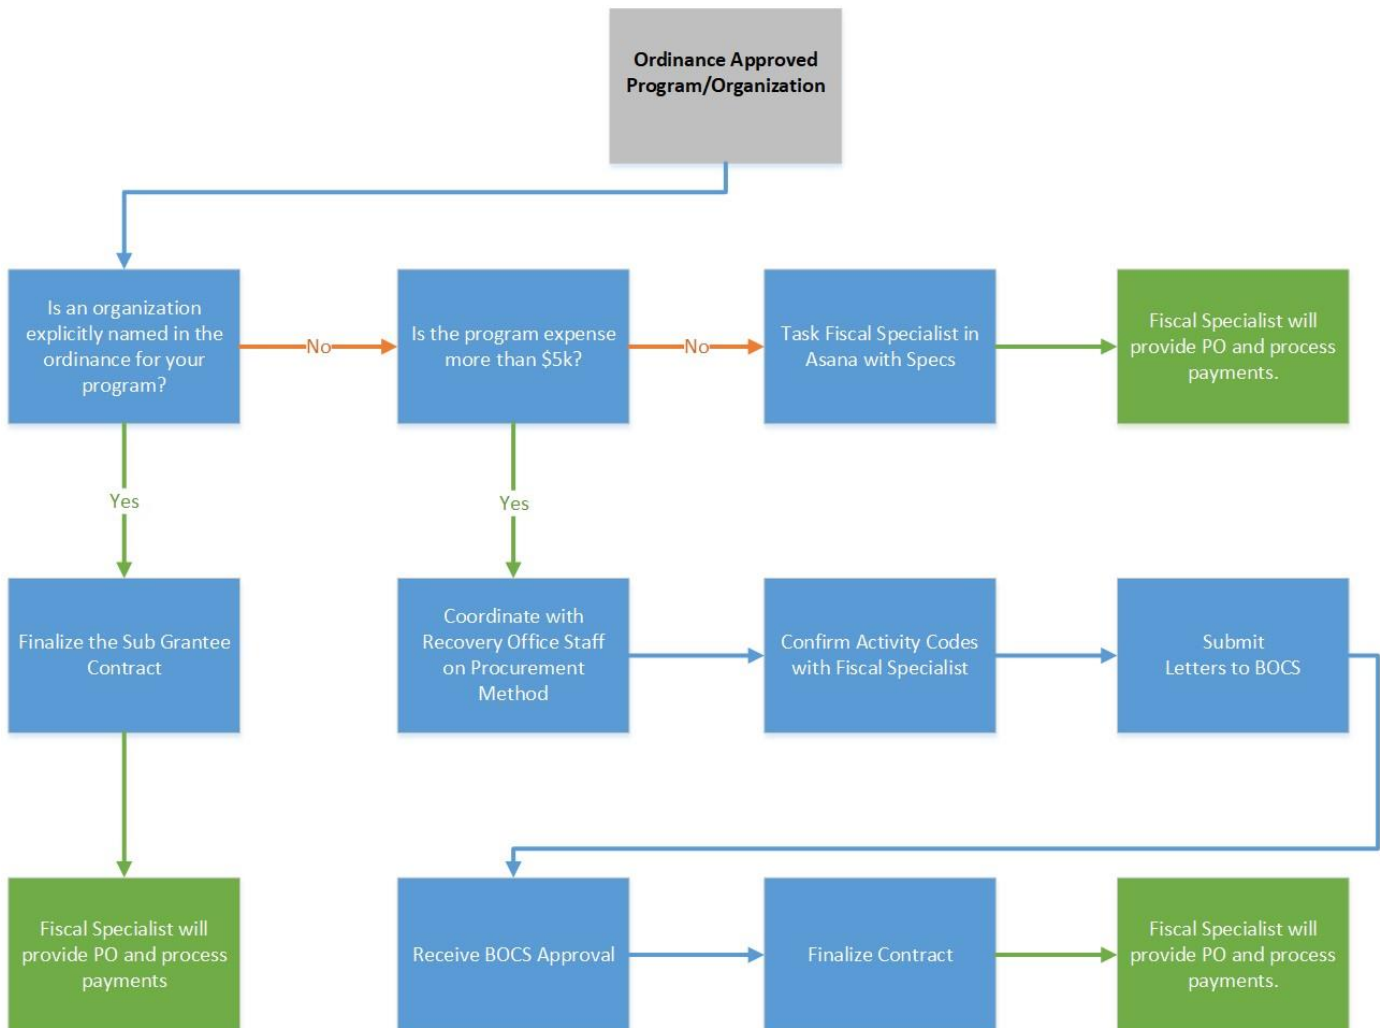 Ordinance Approved
Program/Organization
Is an organization
explicitly named in the
ordinance for your
program?
No
Is the program expense
more than $5k?
No
Task Fiscal Specialist in
Asana with Specs
Fiscal Specialist will
provide PO and process
payments.
Yes
Yes
Finalize the Sub Grantee
Contract
Coordinate with
Recovery Office Staff
on Procurement
Method
Confirm Activity Codes
with Fiscal Specialist
Submit
Letters to BOCS
Fiscal Specialist will
provide PO and process
payments
Receive BOCS Approval
Finalize Contract
Fiscal Specialist will
provide PO and process
payments.